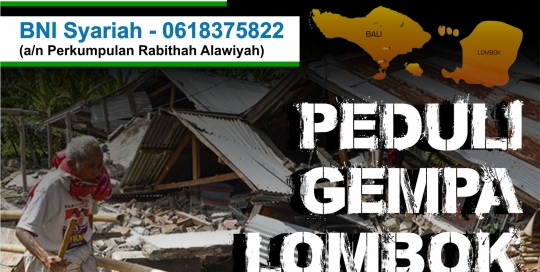 BNI Syariah - 0618375822
(a/n Perkumpulan Rabithah Alawiyah)
BALI
LOMBOK
PEDULI
GEMPA
LOMBOK